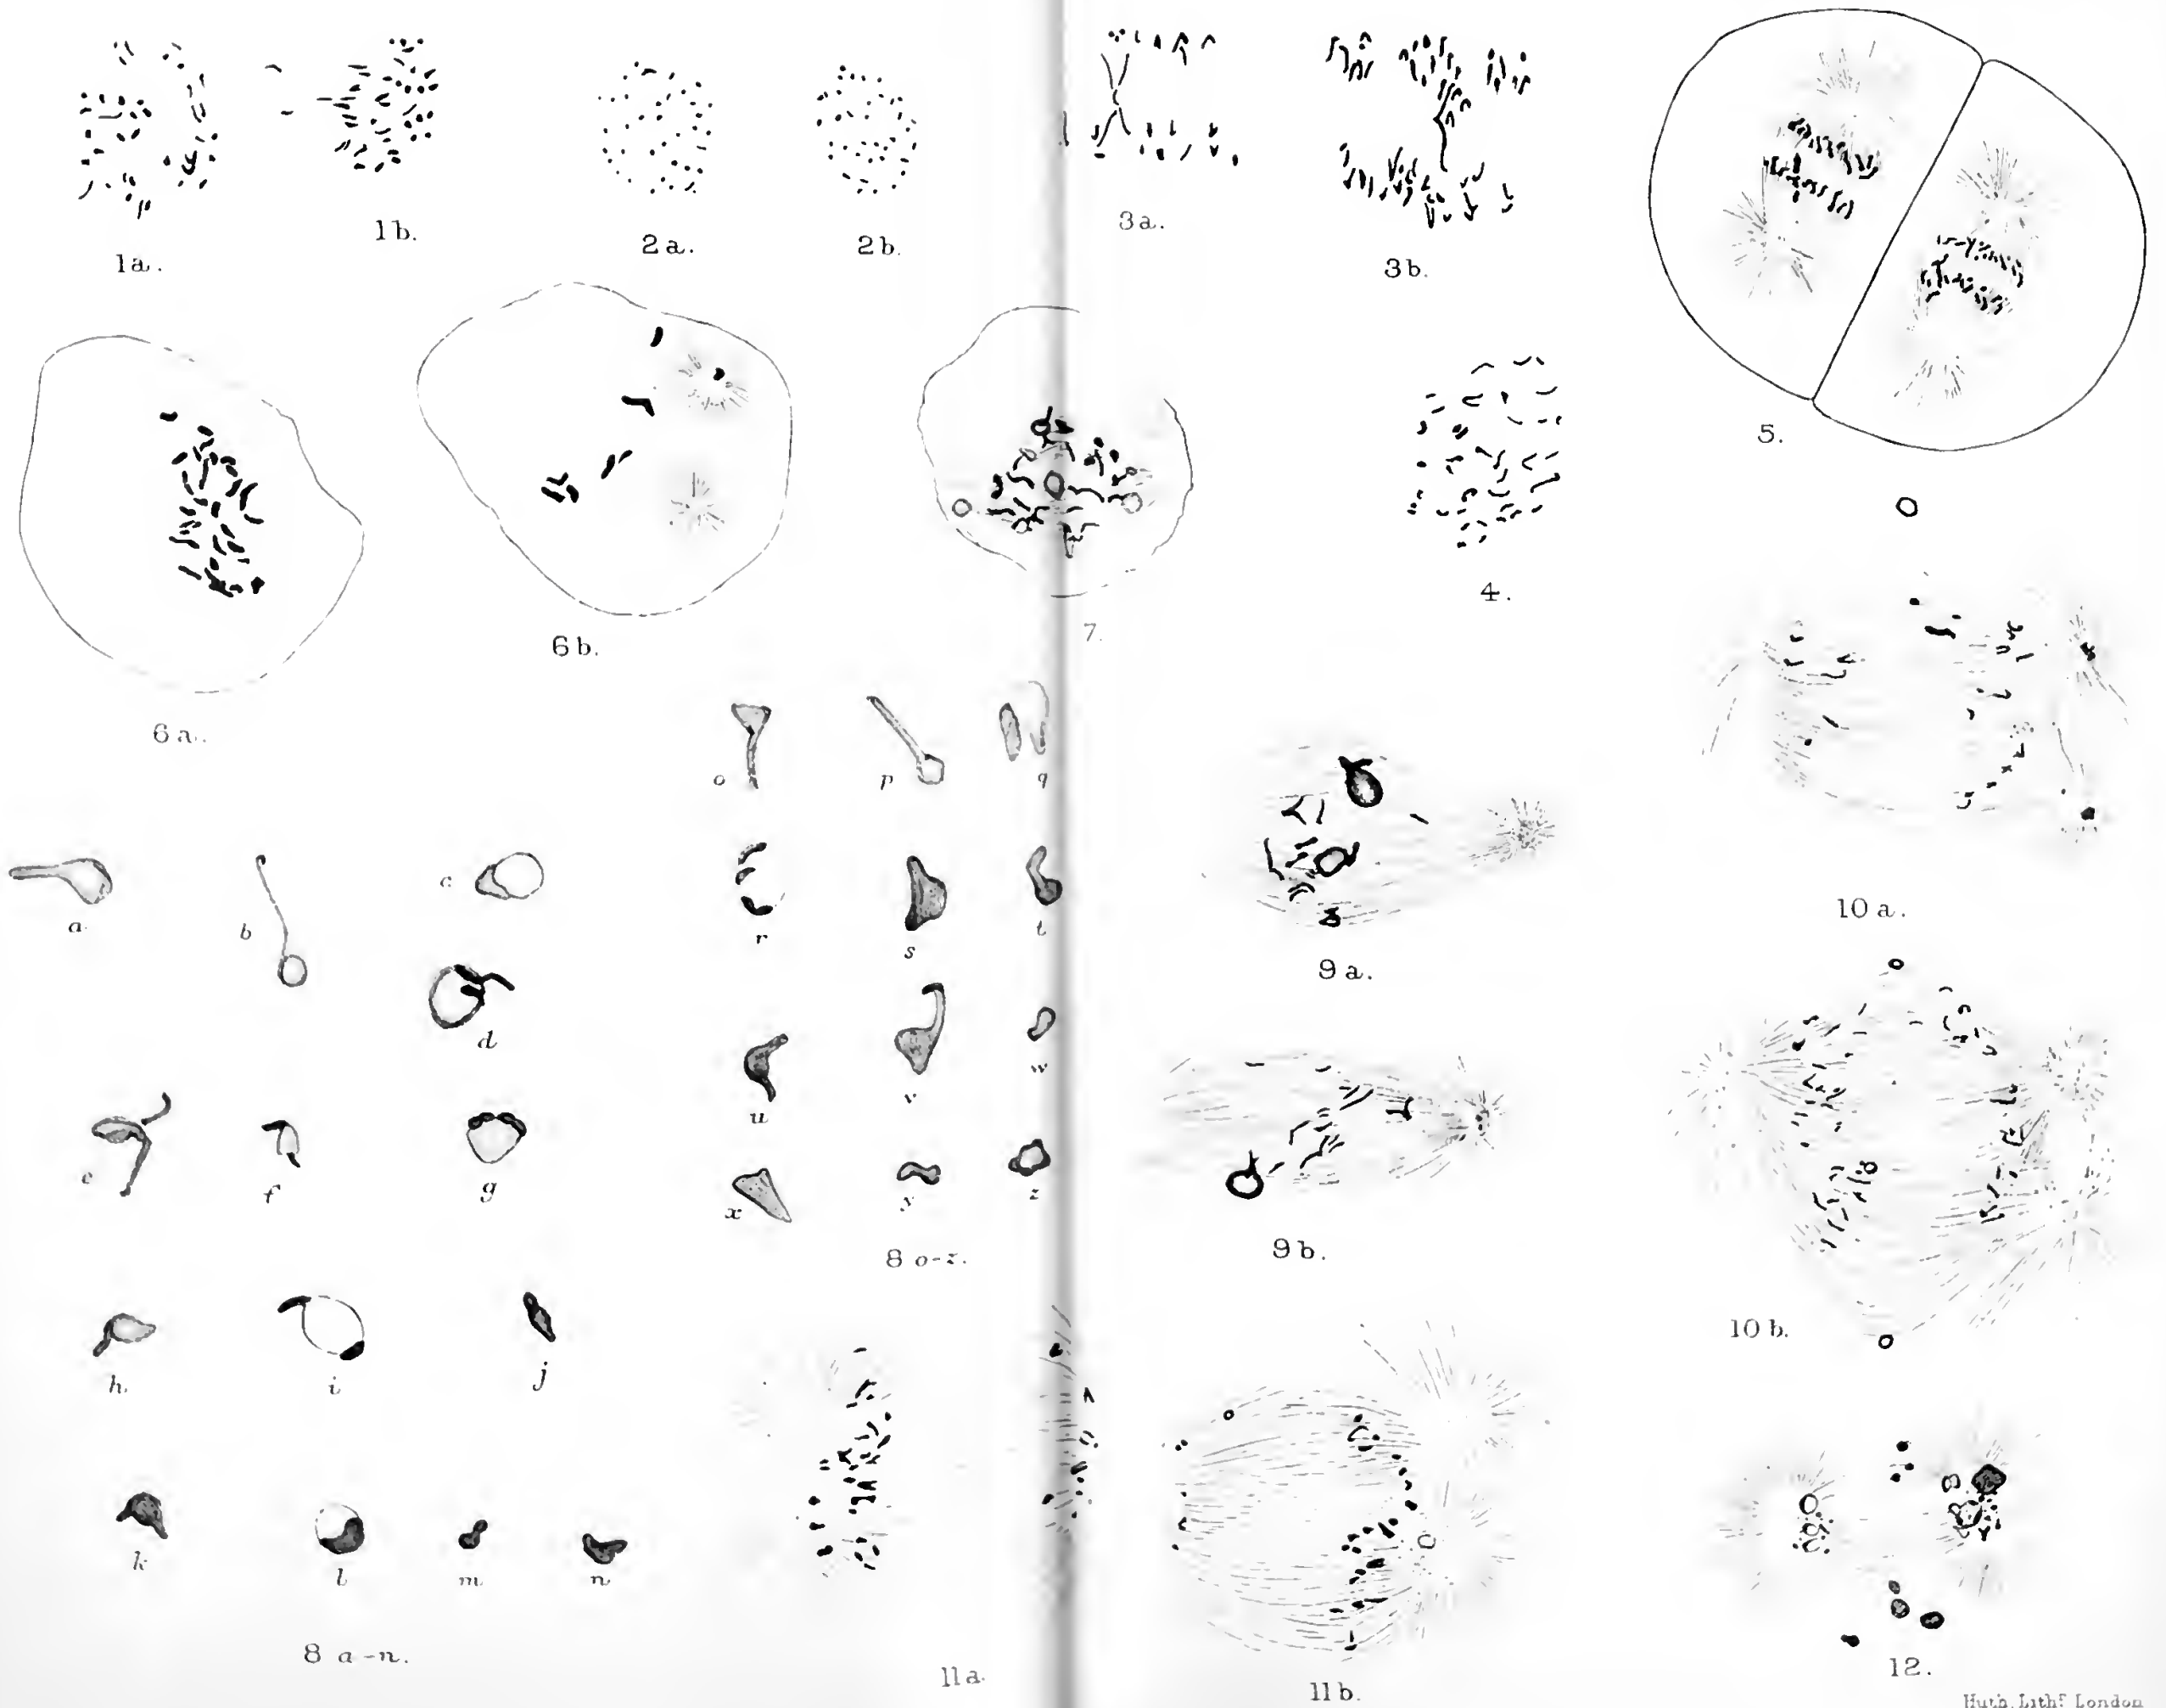 1a.
1b.
2a.
2b.
3a.
3b.
5.
4.
6a.
6b.
7.
o
p
q
a
b
c
d
r
s
t
9a.
10a.
u
v
w
e
f
g
x
y
z
8 o-z.
9b.
10b.
h
i
j
k
l
m
n
8 a-n.
11a.
11b.
12.
Huth, Lithr. London